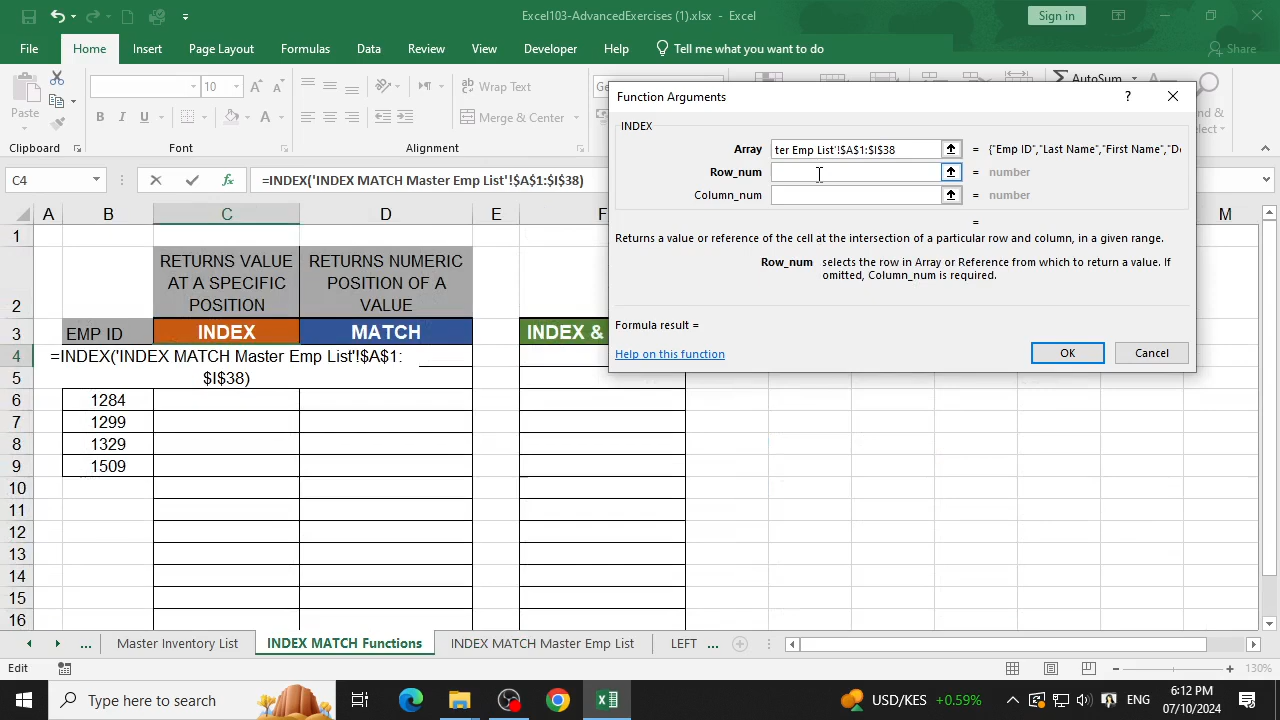 Excel103-AdvancedExercises (1).xlsx - Excel
Sign in
File Home Insert Page Layout Formulas Data Review View Developer Help Tell me what you want to do Share
Paste
10
Wrap Text
Merge & Center
AutoSum
Clipboard
Font
Alignment
C4
=INDEX('INDEX MATCH Master Emp List'!$A$1:$I$38)
Function Arguments
INDEX
Array ter Emp List'!$A$1:$I$38 = {"Emp ID","Last Name","First Name","De
Row_num = number
Column_num = number
=
Returns a value or reference of the cell at the intersection of a particular row and column, in a given range.
Row_num selects the row in Array or Reference from which to return a value. If
omitted, Column_num is required.
Formula result =
Help on this function
OK
Cancel
A B C D E F M
1
RETURNS VALUE
AT A SPECIFIC
POSITION
RETURNS NUMERIC
POSITION OF A
VALUE
2
3 EMP ID INDEX MATCH INDEX &
4 =INDEX('INDEX MATCH Master Emp List'!$A$1:
5 $I$38)
6 1284
7 1299
8 1329
9 1509
10
11
12
13
14
15
16
... Master Inventory List INDEX MATCH Functions INDEX MATCH Master Emp List LEFT ...
Edit
130%
Type here to search
USD/KES +0.59%
ENG
6:12 PM
07/10/2024